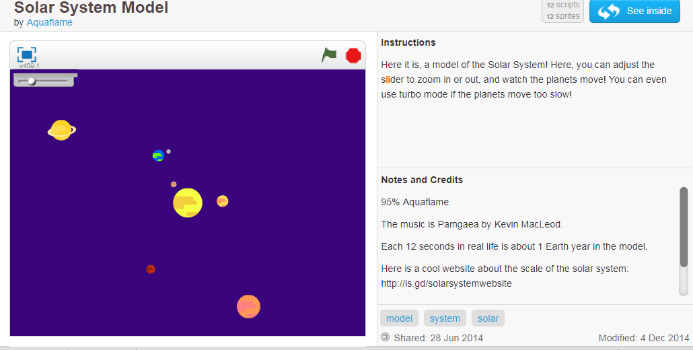 Solar System Model
by Aquaflame
12 scripts
12 sprites
See inside
v459.1
Instructions
Here it is, a model of the Solar System! Here, you can adjust the
slider to zoom in or out, and watch the planets move! You can even
use turbo mode if the planets move too slow!
Notes and Credits
95% Aquaflame
The music is Pamgaea by Kevin MacLeod.
Each 12 seconds in real life is about 1 Earth year in the model.
Here is a cool website about the scale of the solar system:
http://is.gd/solarsystemwebsite
model system solar
Shared: 28 Jun 2014 Modified: 4 Dec 2014